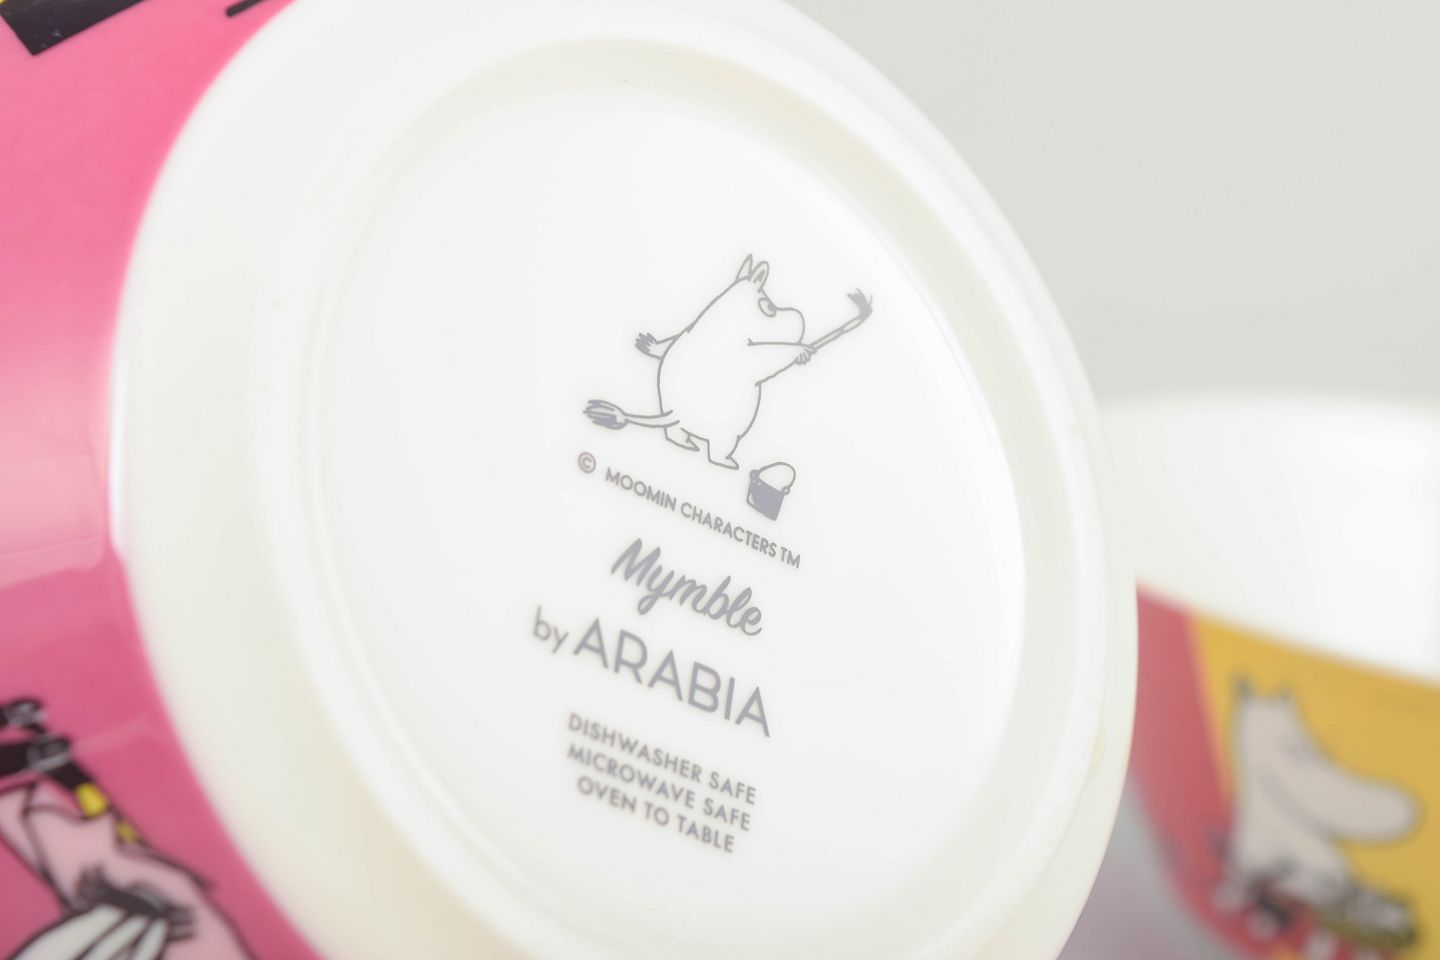 © MOOMIN CHARACTERS TM
Mymble
by ARABIA
DISHWASHER SAFE
MICROWAVE SAFE
OVEN TO TABLE